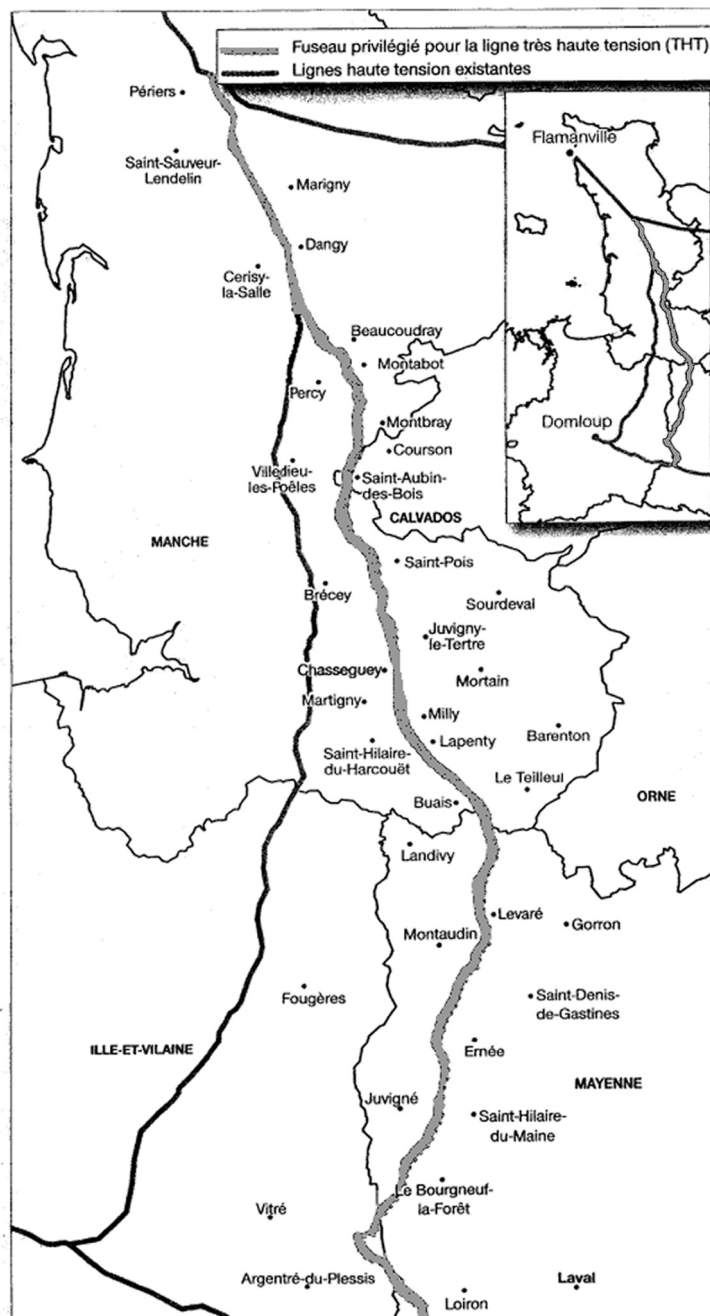 Fuseau privilégié pour la ligne très haute tension (THT)
Lignes haute tension existantes
Périers
Saint-Sauveur-
Lendelin
Marigny
Dangy
Cerisy-
la-Salle
Flamanville
Domloup
Beaucoudray
Montabot
Percy
Montbray
Courson
Villedieu-
les-Poêles
Saint-Aubin-
des-Bois
CALVADOS
MANCHE
Saint-Pois
Brécey
Sourdeval
Juvigny-
le-Tertre
Chasseguey
Mortain
Martigny
Milly
Lapenty
Barenton
Saint-Hilaire-
du-Harcouët
Le Teilleul
Buais
ORNE
Landivy
Levaré
Gorron
Montaudin
Fougères
Saint-Denis-
de-Gastines
ILLE-ET-VILAINE
Ernée
MAYENNE
Juvigné
Saint-Hilaire-
du-Maine
Le Bourgneuf-
la-Forêt
Vitré
Argentré-du-Plessis
Laval
Loiron